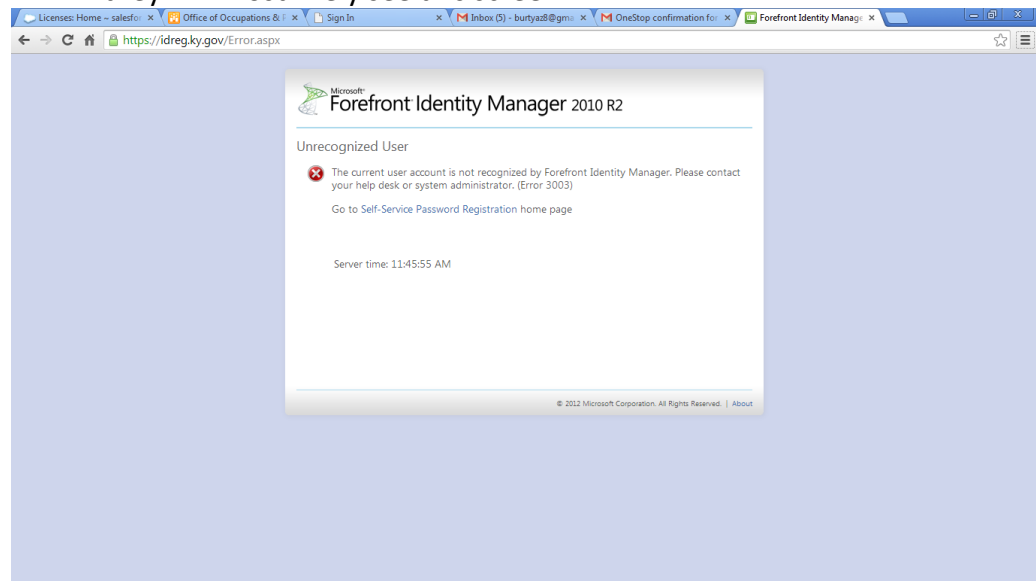 Licenses: Home ~ salesfor
Office of Occupations &
Sign In
Inbox (5) - burtyaz8@gma
OneStop confirmation for
Forefront Identity Manage
https://idreg.ky.gov/Error.aspx
Microsoft
Forefront Identity Manager 2010 R2
Unrecognized User
The current user account is not recognized by Forefront Identity Manager. Please contact
your help desk or system administrator. (Error 3003)
Go to Self-Service Password Registration home page
Server time: 11:45:55 AM
© 2012 Microsoft Corporation. All Rights Reserved. | About